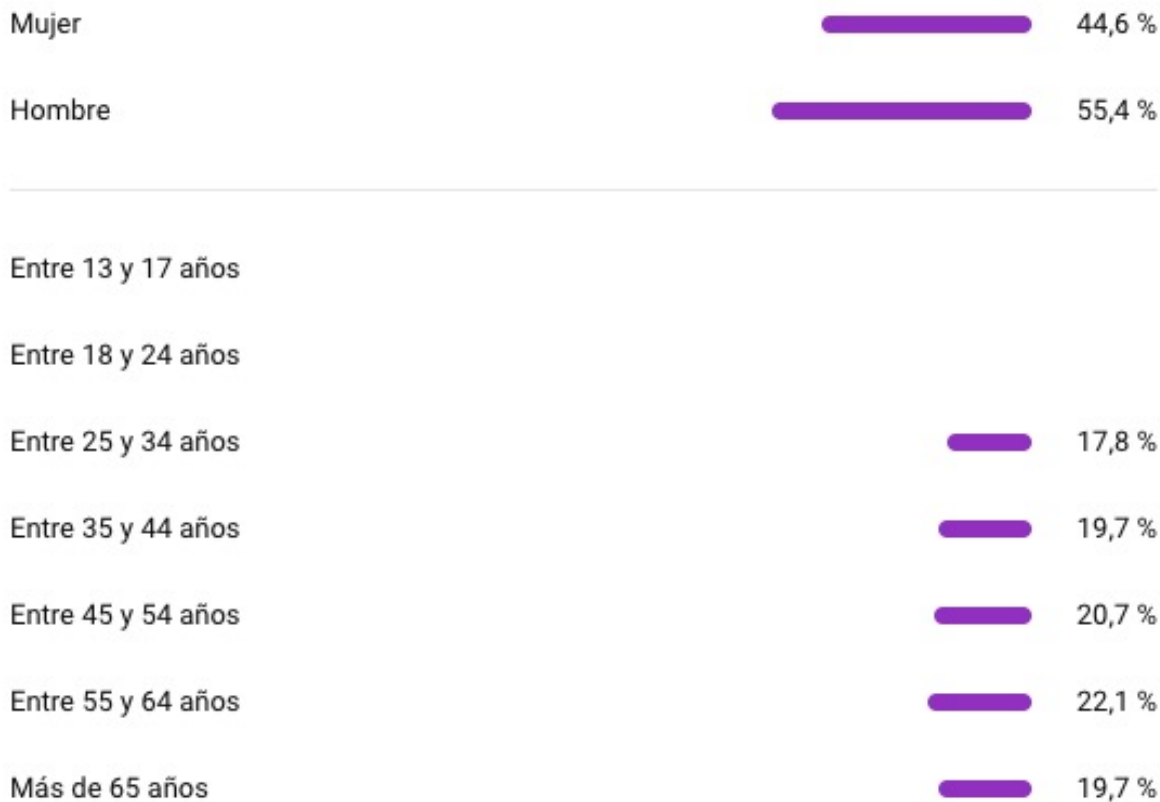 Mujer 44,6 %
Hombre 55,4 %
Entre 13 y 17 años
Entre 18 y 24 años
Entre 25 y 34 años 17,8 %
Entre 35 y 44 años 19,7 %
Entre 45 y 54 años 20,7 %
Entre 55 y 64 años 22,1 %
Más de 65 años 19,7 %